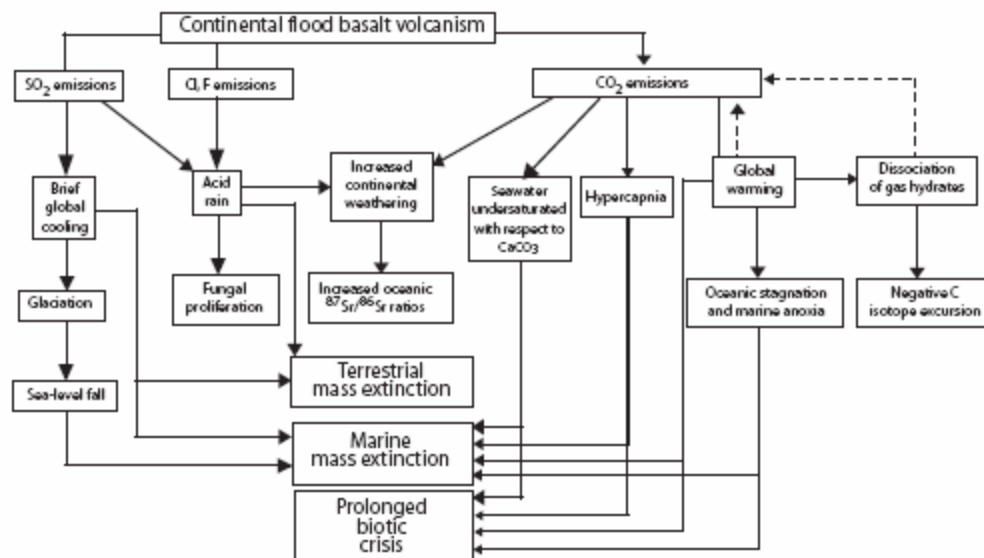 Continental flood basalt volcanism
SO2 emissions
Cl, F emissions
CO2 emissions
Brief
global
cooling
Acid
rain
Increased
continental
weathering
Seawater
undersaturated
with respect to
CaCO3
Hypercapnia
Global
warming
Dissociation
of gas hydrates
Glaciation
Fungal
proliferation
Increased oceanic
87Sr/86Sr ratios
Oceanic stagnation
and marine anoxia
Negative C
isotope excursion
Sea-level fall
Terrestrial
mass extinction
Marine
mass extinction
Prolonged
biotic
crisis